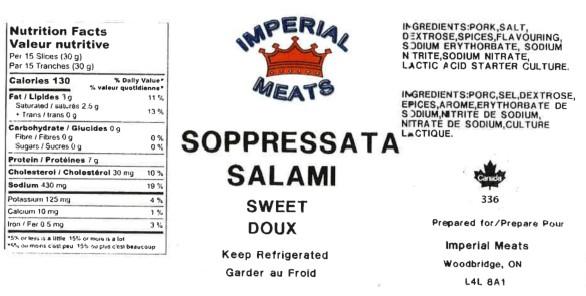 Nutrition Facts
Valeur nutritive
Per 15 Slices (30 g)
Par 15 Tranches (30 g)
Calories 130
% Daily Value*
% valeur quotidienne*
Fat / Lipides g 11 %
Saturated / saturés 2.5 g
+ Trans / trans 0 g 13 %
Carbohydrate / Glucides 0 g
Fibre / Fibres 0 g 0 %
Sugars / Sucres 0 g 0 %
Protein / Protéines 7 g
Cholesterol / Cholestérol 30 mg 10 %
Sodium 430 mg 19 %
Potassium 125 mg 4 %
Calcium 10 mg 1 %
Iron / Fer 0.5 mg 3 %
*5% or less is a little 15% or more is a lot
*5% ou moins c'est peu 15% ou plus c'est beaucoup
IMPERIAL
MEATS
SOPPRESSATA
SALAMI
SWEET
DOUX
Keep Refrigerated
Garder au Froid
INGREDIENTS:PORK,SALT,
DEXTROSE,SPICES,FLAVOURING,
SODIUM ERYTHORBATE, SODIUM
NITRITE,SODIUM NITRATE,
LACTIC ACID STARTER CULTURE.
INGREDIENTS:PORC,SEL,DEXTROSE,
EPICES,AROME,ERYTHORBATE DE
SODIUM,NITRITE DE SODIUM,
NITRATE DE SODIUM,CULTURE
LACTIQUE.
Canada
336
Prepared for/Prepare Pour
Imperial Meats
Woodbridge, ON
L4L 8A1